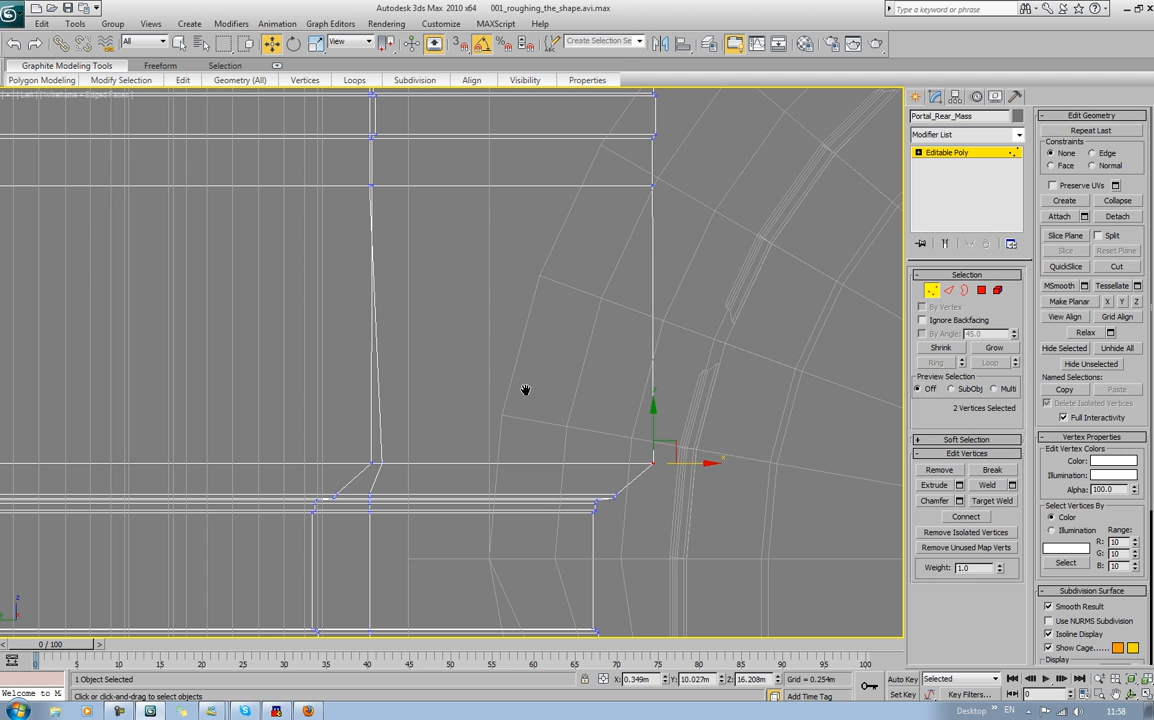 Autodesk 3ds Max 2010 x64 001_roughing_the_shape.avi.max
Enter a keyword or phrase
Edit Tools Group Views Create Modifiers Animation Graph Editors Rendering Customize MAXScript Help
All View Create Selection Se
Graphite Modeling Tools Freeform Selection
Polygon Modeling Modify Selection Edit Geometry (All) Vertices Loops Subdivision Align Visibility Properties
[ + ] [ Left ] [ Wireframe + Edged Faces ]
Portal_Rear_Mass
Modifier List
Editable Poly
Selection
By Vertex
Ignore Backfacing
By Angle: 45.0
Shrink Grow
Ring Loop
Preview Selection
Off SubObj Multi
2 Vertices Selected
Soft Selection
Edit Vertices
Remove Break
Extrude Weld
Chamfer Target Weld
Connect
Remove Isolated Vertices
Remove Unused Map Verts
Weight: 1.0
Edit Geometry
Repeat Last
Constraints
None Edge
Face Normal
Preserve UVs
Create Collapse
Attach Detach
Slice Plane Split
Slice Reset Plane
QuickSlice Cut
MSmooth Tessellate
Make Planar X Y Z
View Align Grid Align
Relax
Hide Selected Unhide All
Hide Unselected
Named Selections:
Copy Paste
Delete Isolated Vertices
Full Interactivity
Vertex Properties
Edit Vertex Colors
Color:
Illumination:
Alpha: 100.0
Select Vertices By
Color
Illumination Range:
R: 10
G: 10
B: 10
Select
Subdivision Surface
Smooth Result
Use NURMS Subdivision
Isoline Display
Show Cage......
Display
x
z
0 / 100
0 5 10 15 20 25 30 35 40 45 50 55 60 65 70 75 80 85 90 95 100
1 Object Selected X: 0.349m Y: 10.027m Z: 16.208m Grid = 0.254m Auto Key Selected
Welcome to M Click or click-and-drag to select objects Add Time Tag Set Key Key Filters... 0
Desktop EN 11:58